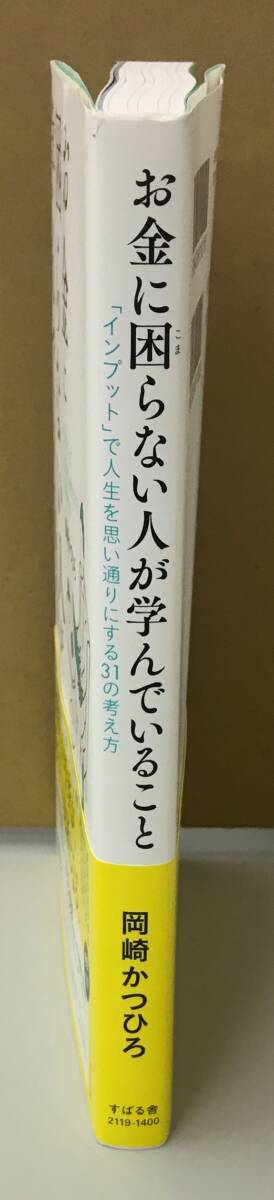 お金に困らない人が学んでいること
こま
「インプット」で人生を思い通りにする31の考え方
岡崎かつひろ
すばる舎
2119-1400